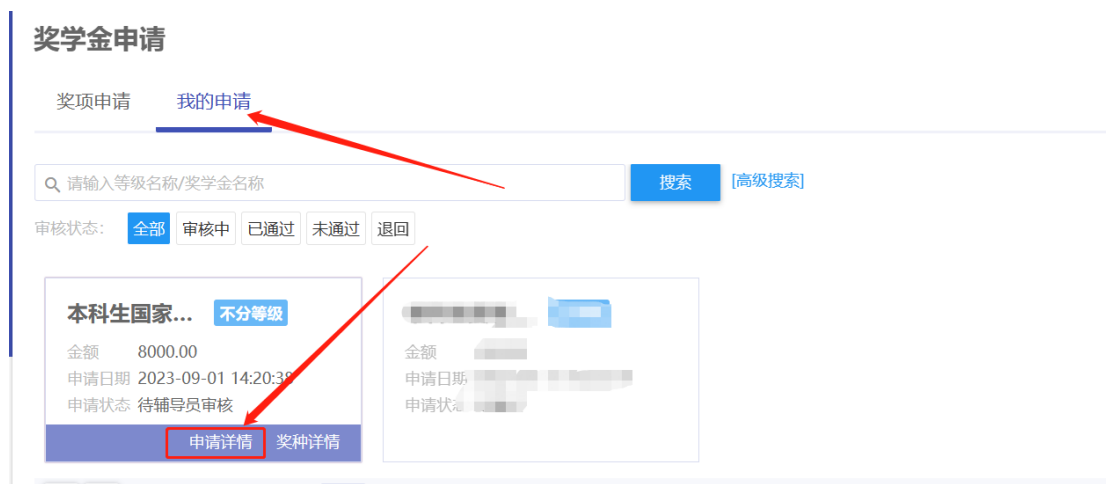 奖学金申请
奖项申请 我的申请
请输入等级名称/奖学金名称 搜索 [高级搜索]
审核状态: 全部 审核中 已通过 未通过 退回
本科生国家... 不分等级
金额 8000.00
申请日期 2023-09-01 14:20:38
申请状态 待辅导员审核
申请详情 奖种详情
金额
申请日期